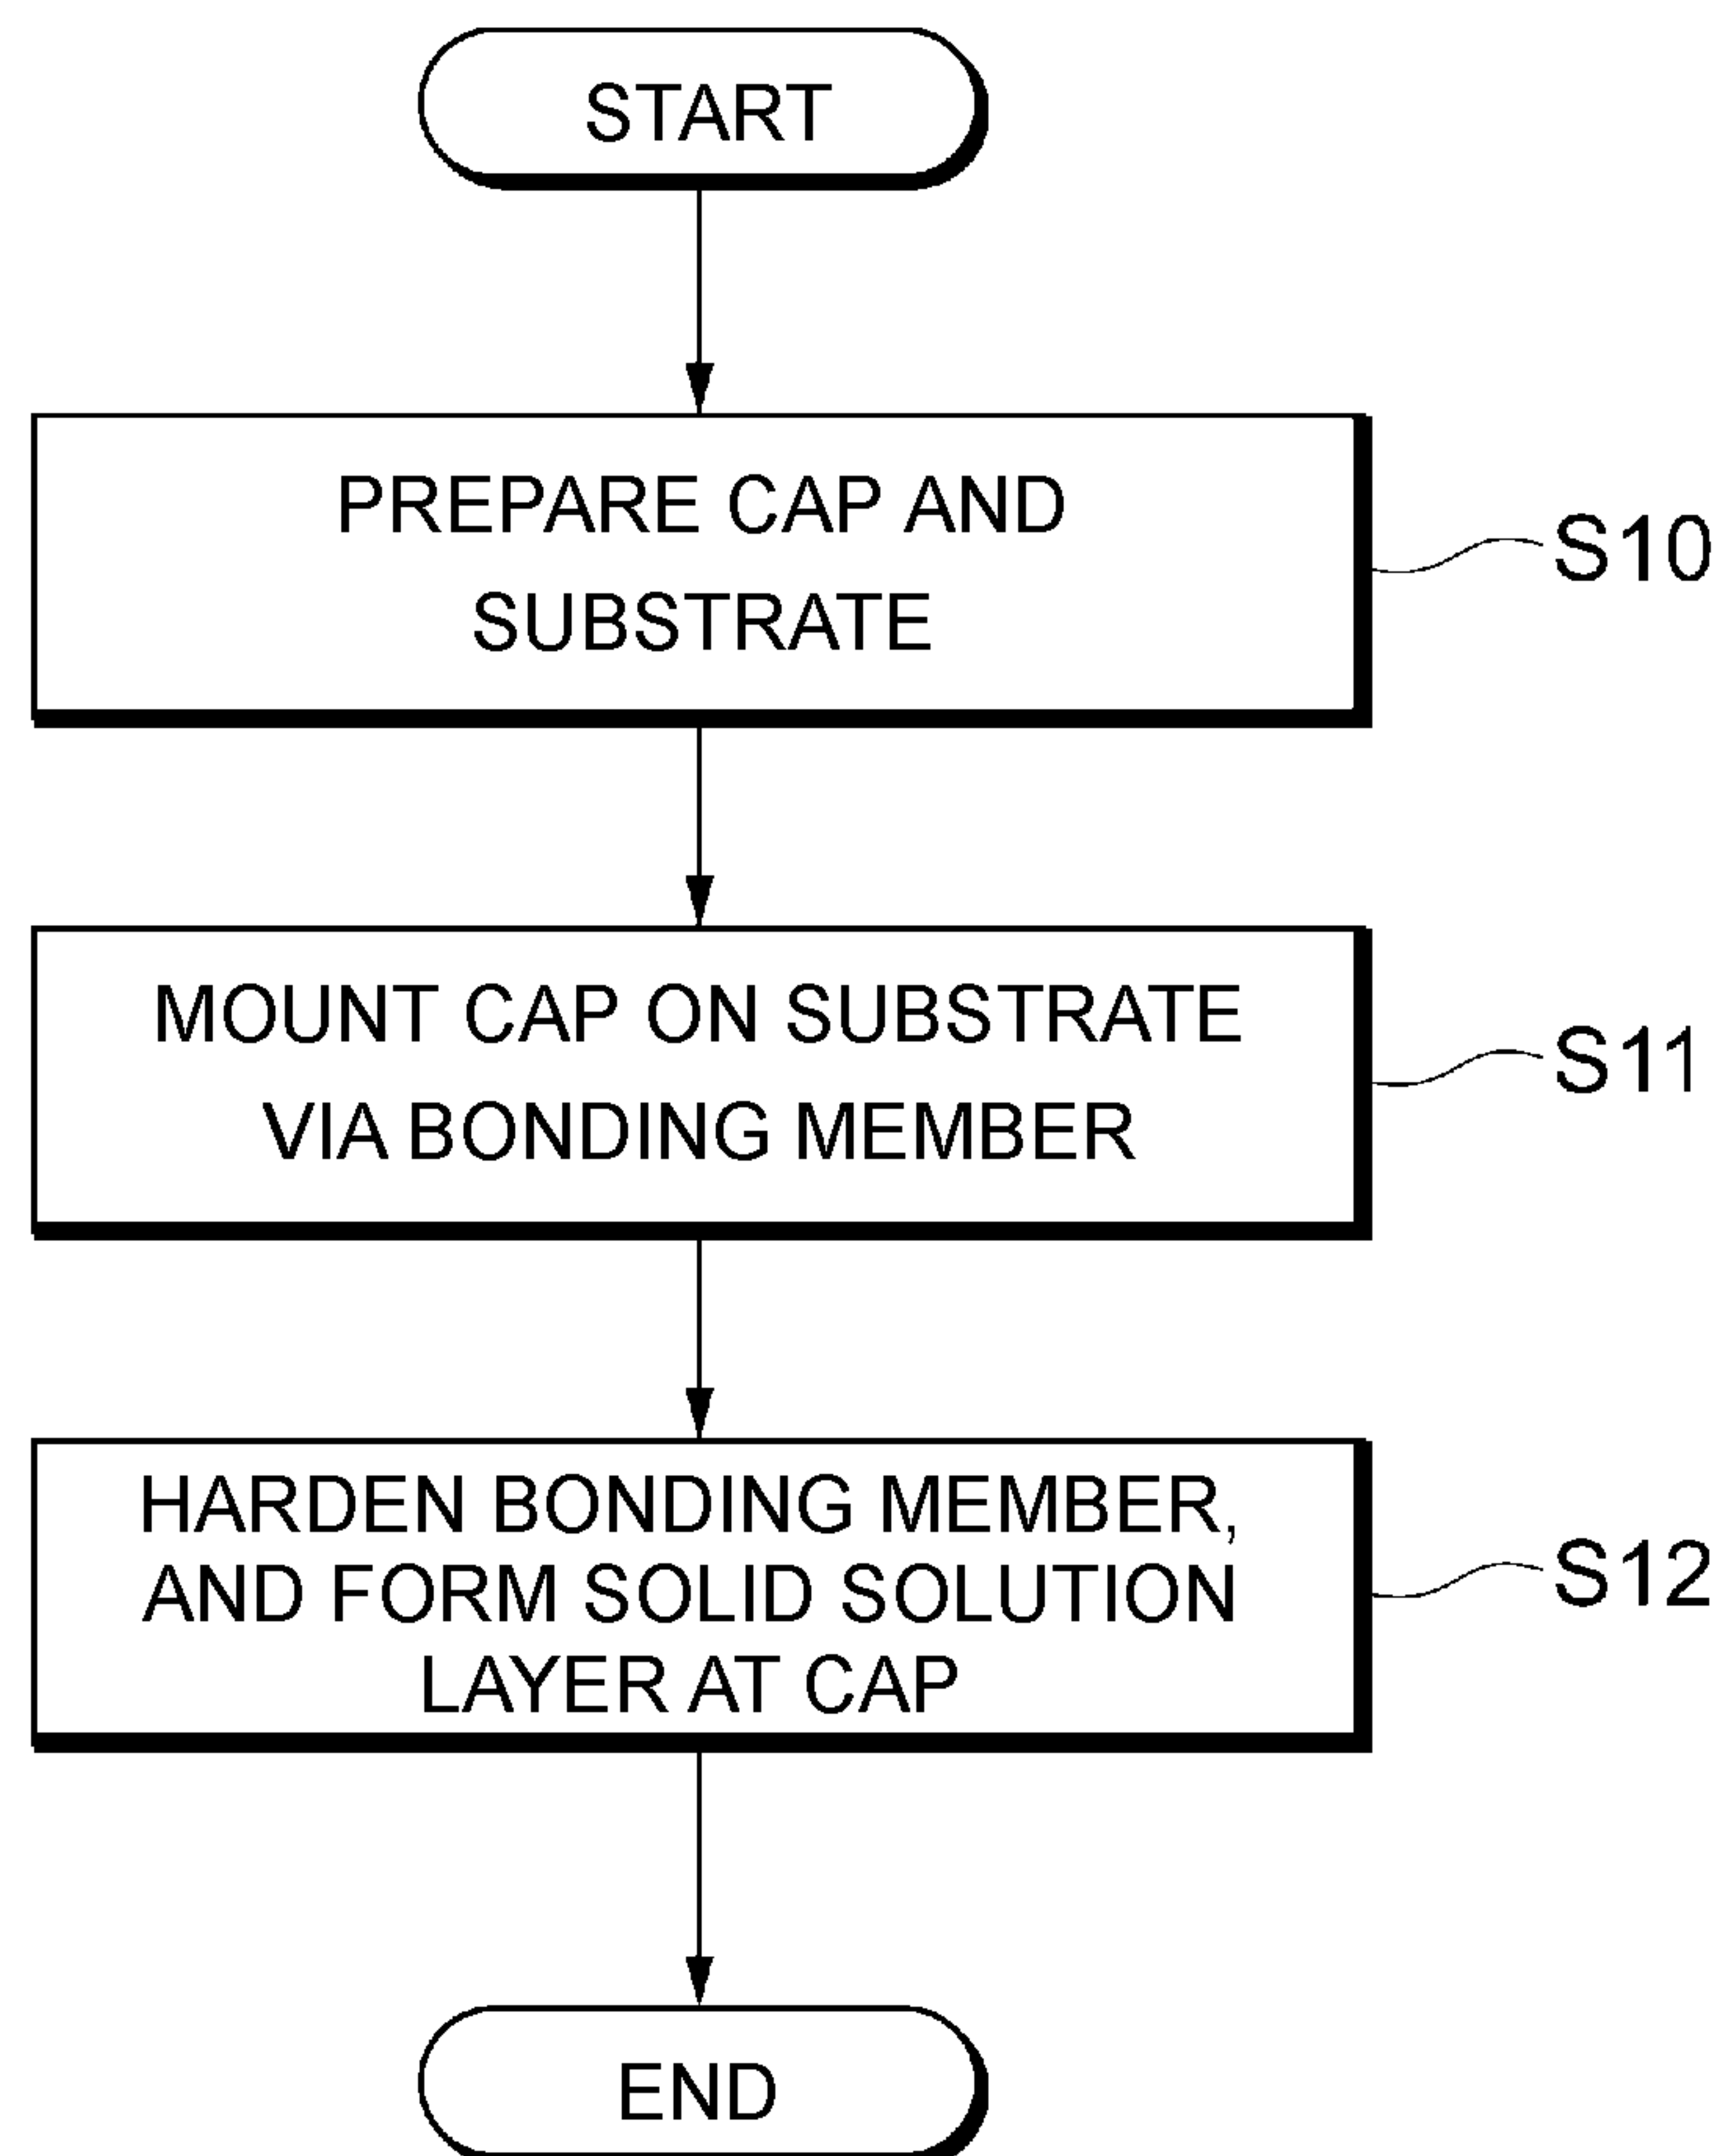 START
PREPARE CAP AND
SUBSTRATE
S10
MOUNT CAP ON SUBSTRATE
VIA BONDING MEMBER
S11
HARDEN BONDING MEMBER,
AND FORM SOLID SOLUTION
LAYER AT CAP
S12
END